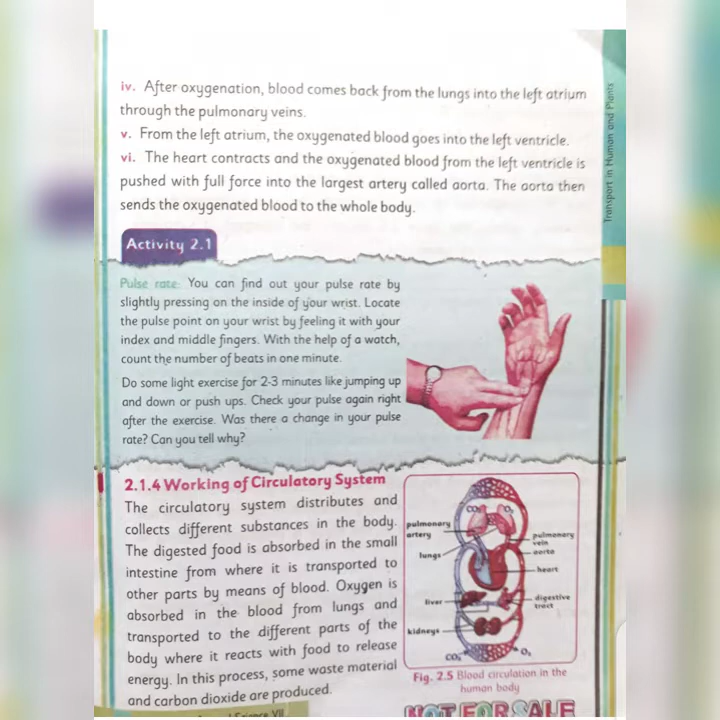 iv. After oxygenation, blood comes back from the lungs into the left atrium
through the pulmonary veins.
v. From the left atrium, the oxygenated blood goes into the left ventricle.
vi. The heart contracts and the oxygenated blood from the left ventricle is
pushed with full force into the largest artery called aorta. The aorta then
sends the oxygenated blood to the whole body.
Transport in Human and Plants
Activity 2.1
Pulse rate: You can find out your pulse rate by
slightly pressing on the inside of your wrist. Locate
the pulse point on your wrist by feeling it with your
index and middle fingers. With the help of a watch,
count the number of beats in one minute.
Do some light exercise for 2-3 minutes like jumping up
and down or push ups. Check your pulse again right
after the exercise. Was there a change in your pulse
rate? Can you tell why?
2.1.4 Working of Circulatory System
The circulatory system distributes and
collects different substances in the body.
The digested food is absorbed in the small
intestine from where it is transported to
other parts by means of blood. Oxygen is
absorbed in the blood from lungs and
transported to the different parts of the
body where it reacts with food to release
energy. In this process, some waste material
and carbon dioxide are produced.
CO₂
O₂
pulmonary
artery
lungs
pulmonary
vein
aorta
heart
liver
digestive
tract
kidneys
CO₂
O₂
Fig. 2.5 Blood circulation in the
human body
Science VII
NOT FOR SALE